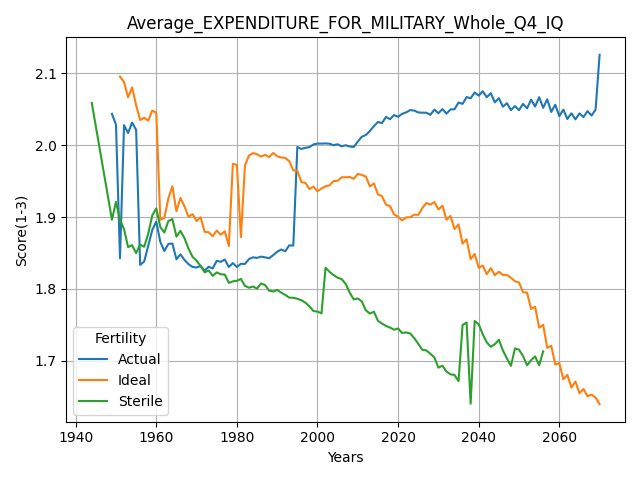 Average_EXPENDITURE_FOR_MILITARY_Whole_Q4_IQ
Score(1-3)
2.1
2.0
1.9
1.8
1.7
Fertility
Actual
Ideal
Sterile
1940 1960 1980 2000 2020 2040 2060
Years